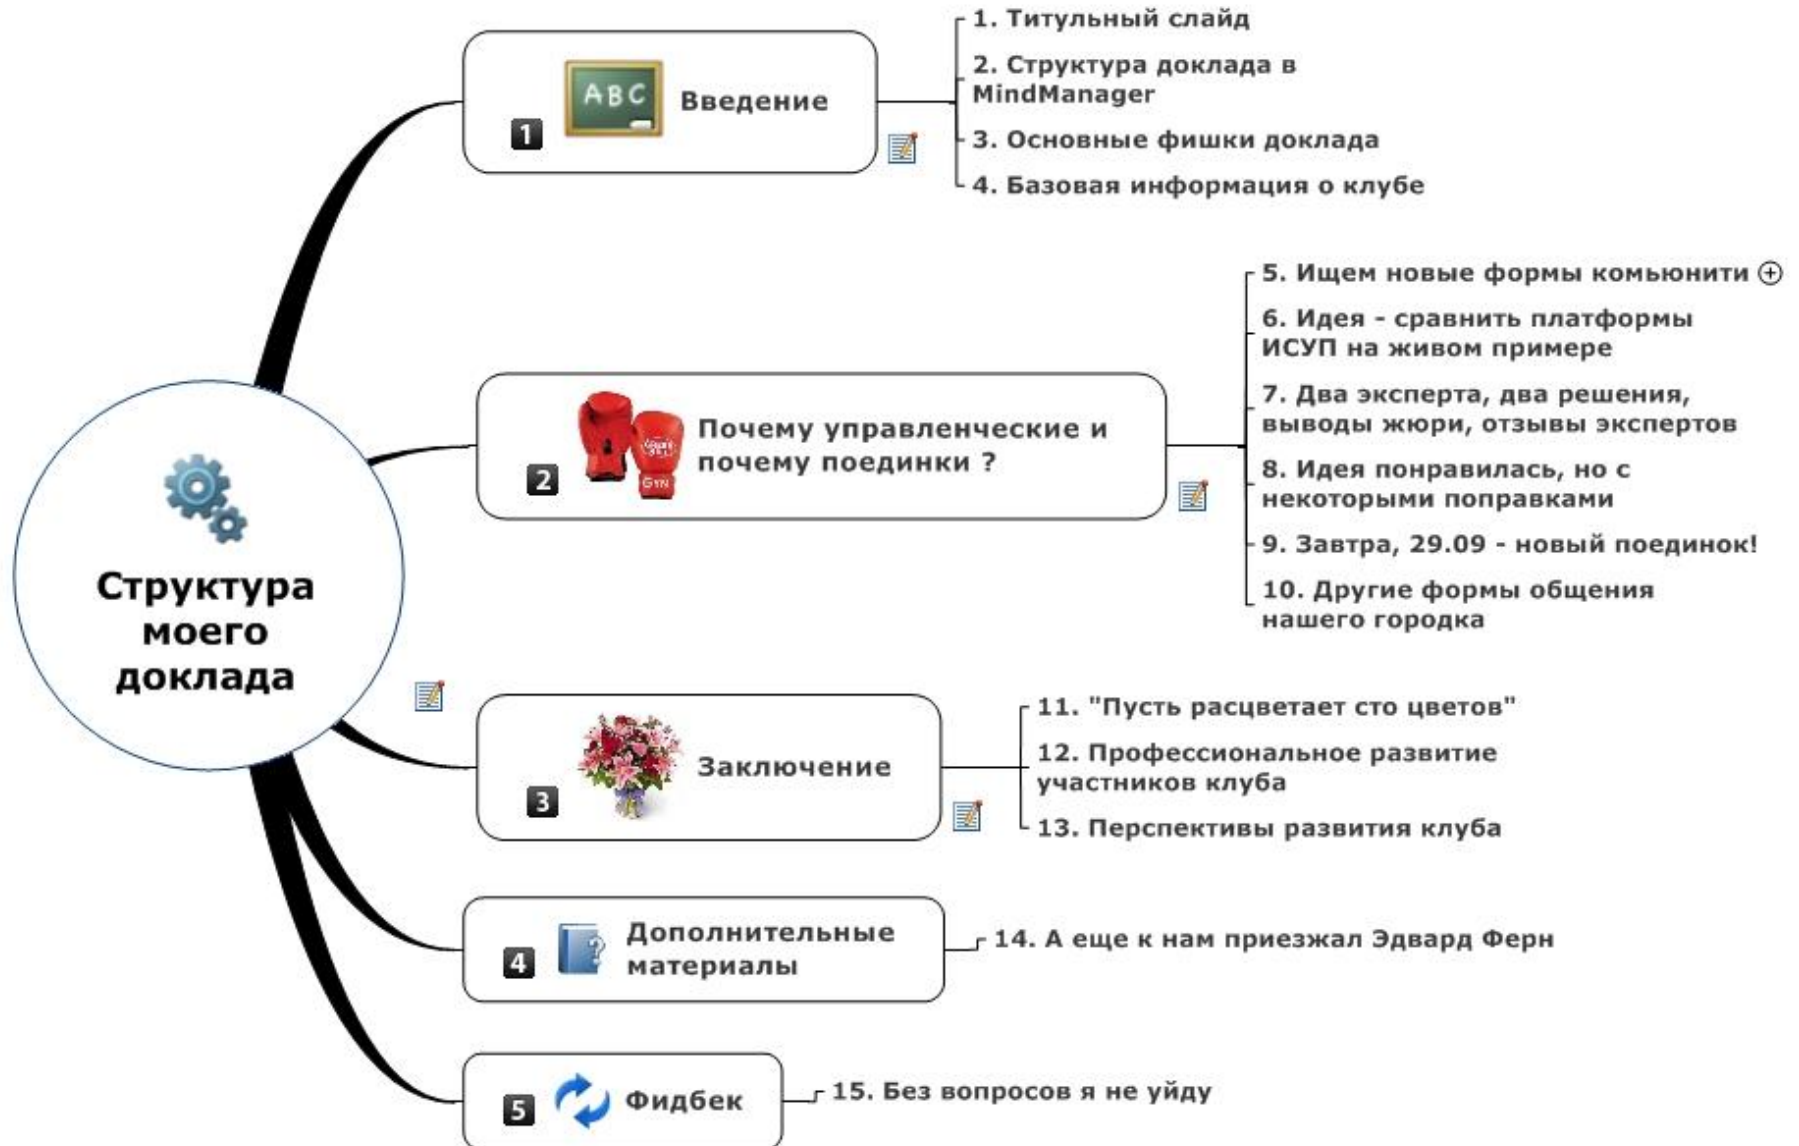 Структура
моего
доклада
1
ABC
Введение
1. Титульный слайд
2. Структура доклада в
MindManager
3. Основные фишки доклада
4. Базовая информация о клубе
2
GYN
Почему управленческие и
почему поединки ?
5. Ищем новые формы комьюнити
6. Идея - сравнить платформы
ИСУП на живом примере
7. Два эксперта, два решения,
выводы жюри, отзывы экспертов
8. Идея понравилась, но с
некоторыми поправками
9. Завтра, 29.09 - новый поединок!
10. Другие формы общения
нашего городка
3
Заключение
11. "Пусть расцветает сто цветов"
12. Профессиональное развитие
участников клуба
13. Перспективы развития клуба
4
?
Дополнительные
материалы
14. А еще к нам приезжал Эдвард Ферн
5
Фидбек
15. Без вопросов я не уйду